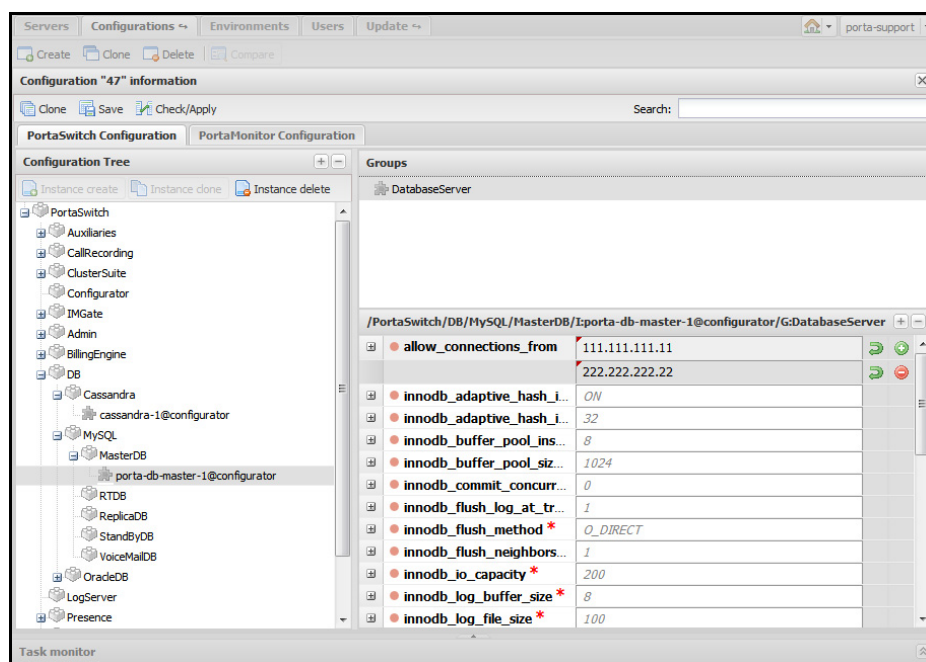 Servers Configurations ↪ Environments Users Update ↪ porta-support
Create Clone Delete Compare
Configuration "47" information
Clone Save Check/Apply Search:
PortaSwitch Configuration PortaMonitor Configuration
Configuration Tree Groups
Instance create Instance clone Instance delete DatabaseServer
PortaSwitch
Auxiliaries
CallRecording
ClusterSuite
Configurator
IMGate
Admin
BillingEngine
DB
Cassandra
cassandra-1@configurator
MySQL
MasterDB
porta-db-master-1@configurator
RTDB
ReplicaDB
StandByDB
VoiceMailDB
OracleDB
LogServer
Presence
/PortaSwitch/DB/MySQL/MasterDB/I:porta-db-master-1@configurator/G:DatabaseServer
allow_connections_from 111.111.111.11
222.222.222.22
innodb_adaptive_hash_i... ON
innodb_adaptive_hash_i... 32
innodb_buffer_pool_ins... 8
innodb_buffer_pool_siz... 1024
innodb_commit_concurr... 0
innodb_flush_log_at_tr... 1
innodb_flush_method * O_DIRECT
innodb_flush_neighbors... 1
innodb_io_capacity * 200
innodb_log_buffer_size * 8
innodb_log_file_size * 100
Task monitor